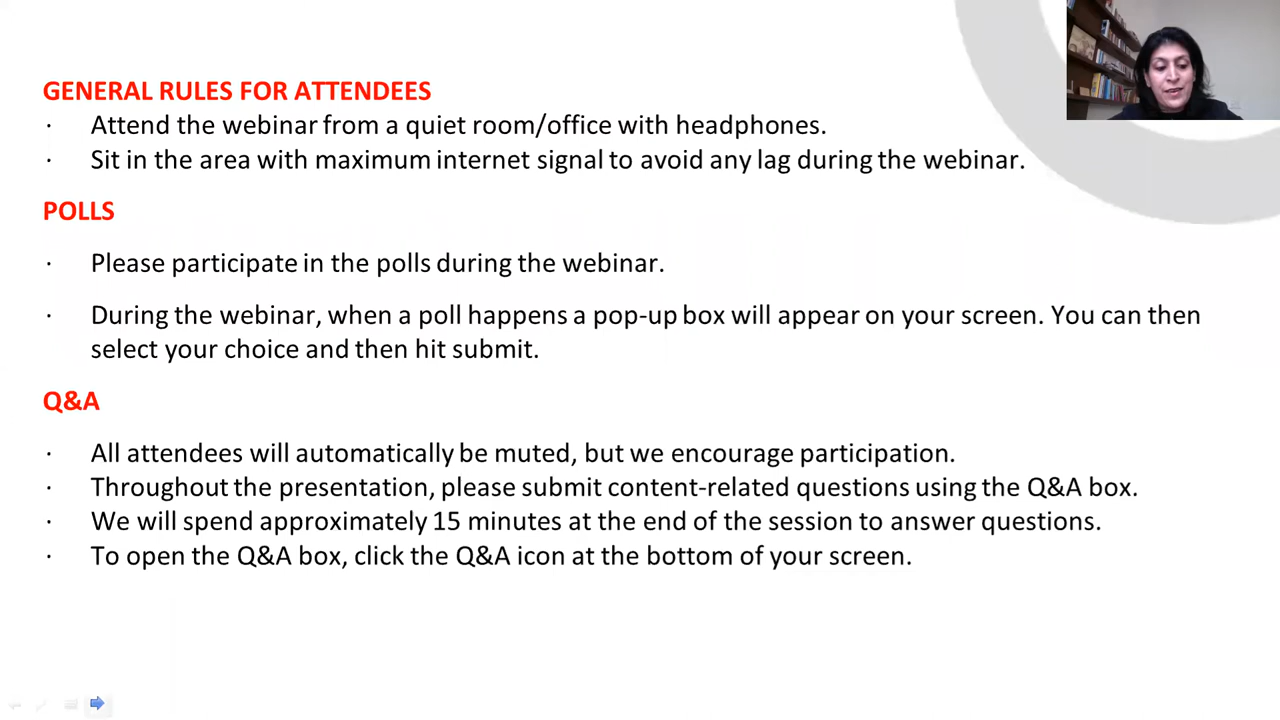 GENERAL RULES FOR ATTENDEES
· Attend the webinar from a quiet room/office with headphones.
· Sit in the area with maximum internet signal to avoid any lag during the webinar.
POLLS
· Please participate in the polls during the webinar.
· During the webinar, when a poll happens a pop-up box will appear on your screen. You can then
select your choice and then hit submit.
Q&A
· All attendees will automatically be muted, but we encourage participation.
· Throughout the presentation, please submit content-related questions using the Q&A box.
· We will spend approximately 15 minutes at the end of the session to answer questions.
· To open the Q&A box, click the Q&A icon at the bottom of your screen.